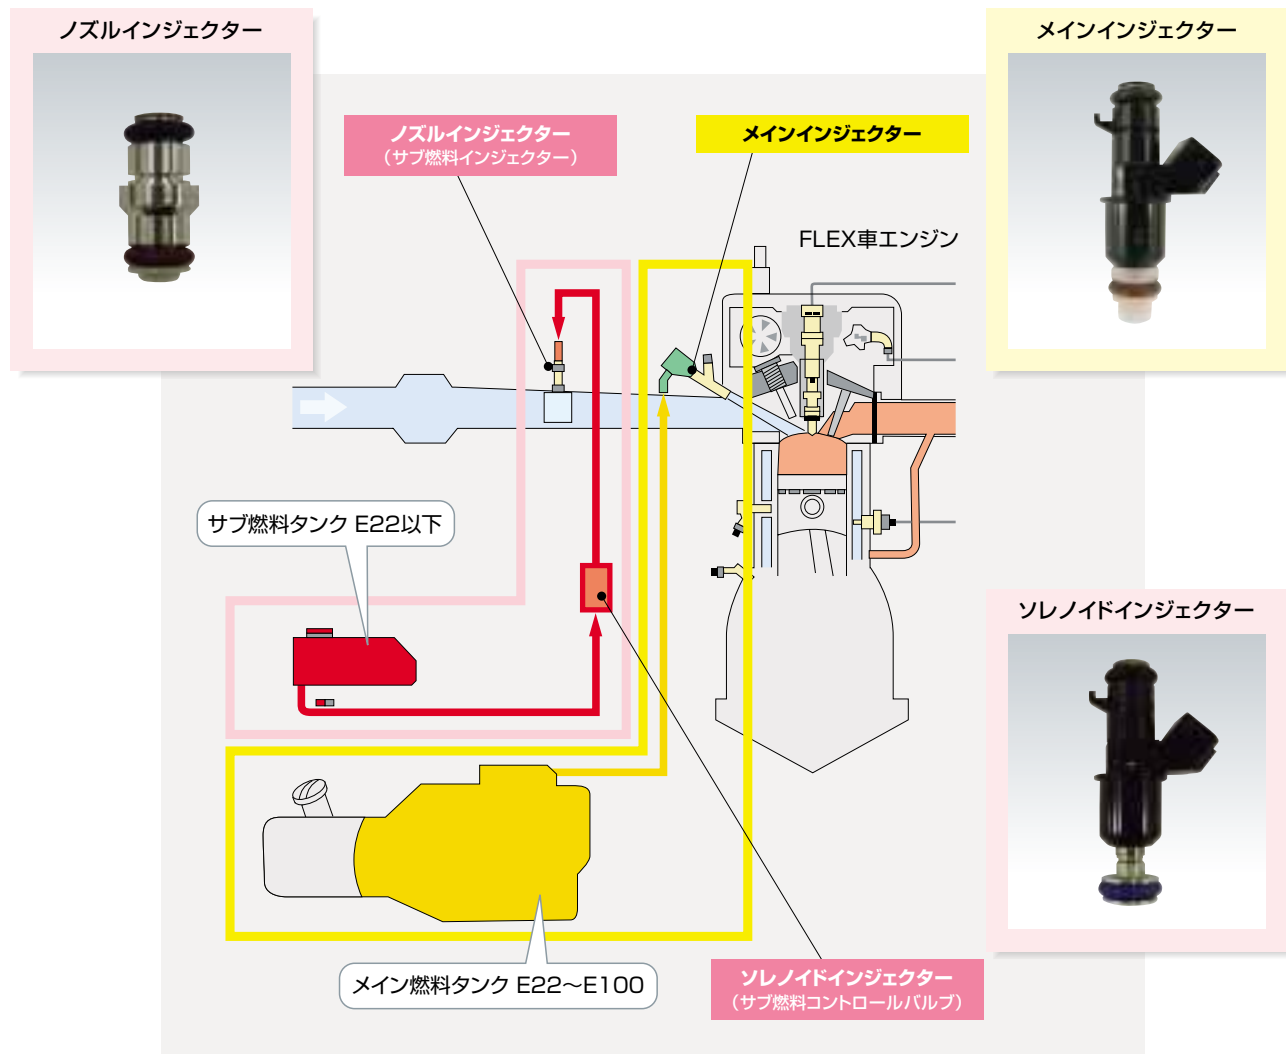 ノズルインジェクター
メインインジェクター
ノズルインジェクター
（サブ燃料インジェクター）
メインインジェクター
FLEX車エンジン
サブ燃料タンク E22以下
ソレノイドインジェクター
メイン燃料タンク E22〜E100
ソレノイドインジェクター
（サブ燃料コントロールバルブ）